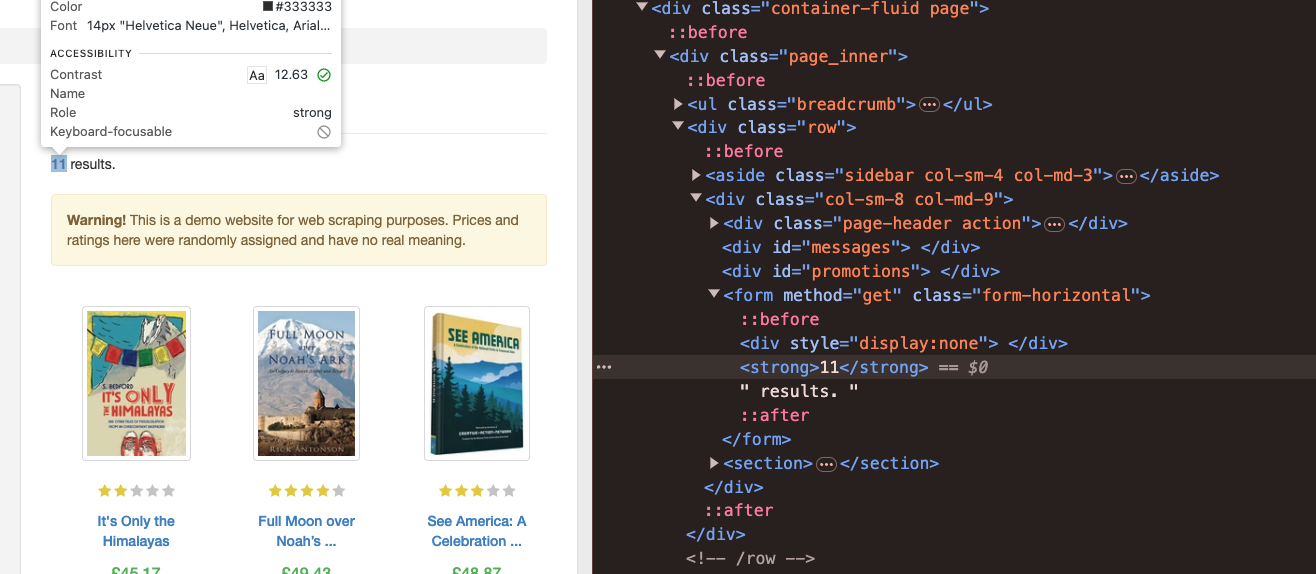 Color #333333
Font 14px "Helvetica Neue", Helvetica, Arial...
ACCESSIBILITY
Contrast Aa 12.63
Name
Role strong
Keyboard-focusable
11 results.
Warning! This is a demo website for web scraping purposes. Prices and
ratings here were randomly assigned and have no real meaning.
S. BEDFORD
IT'S ONLY
THE HIMALAYAS
FULL MOON
over
NOAH'S ARK
RICK ANTONSON
SEE AMERICA
It's Only the
Himalayas
Full Moon over
Noah's ...
See America: A
Celebration ...
£45.17
£49.43
£48.87
<div class="container-fluid page">
::before
<div class="page_inner">
::before
<ul class="breadcrumb">…</ul>
<div class="row">
::before
<aside class="sidebar col-sm-4 col-md-3">…</aside>
<div class="col-sm-8 col-md-9">
<div class="page-header action">…</div>
<div id="messages"> </div>
<div id="promotions"> </div>
<form method="get" class="form-horizontal">
::before
<div style="display:none"> </div>
<strong>11</strong> == $0
" results. "
::after
</form>
<section>…</section>
</div>
::after
</div>
<!-- /row -->